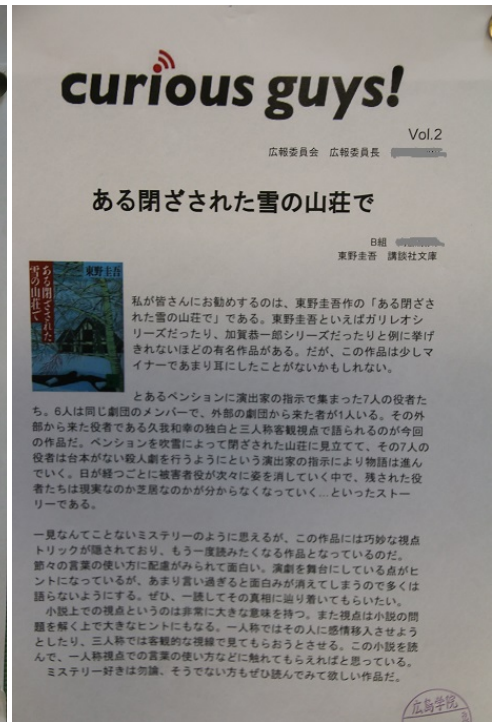 curious guys!
Vol.2
広報委員会　広報委員長
ある閉ざされた雪の山荘で
B組
東野圭吾　講談社文庫
東野圭吾
ある閉ざされた
雪の山荘で
私が皆さんにお勧めするのは、東野圭吾作の「ある閉ざさ
れた雪の山荘で」である。東野圭吾といえばガリレオシ
リーズだったり、加賀恭一郎シリーズだったりと例に挙げ
きれないほどの有名作品がある。だが、この作品は少しマ
イナーであまり耳にしたことがないかもしれない。
とあるペンションに演出家の指示で集まった7人の役者た
ち。6人は同じ劇団のメンバーで、外部の劇団から来た者が1人いる。その外
部から来た役者である久我和幸の独白と三人称客観視点で語られるのが今回
の作品だ。ペンションを吹雪によって閉ざされた山荘に見立てて、その7人の
役者は台本がない殺人劇を行うようにという演出家の指示により物語は進ん
でいく。日が経つごとに被害者役が次々に姿を消していく中で、残された役
者たちは現実なのか芝居なのかが分からなくなっていく…といったストー
リーである。
一見なんてことないミステリーのように思えるが、この作品には巧妙な視点
トリックが隠されており、もう一度読みたくなる作品となっているのだ。
節々の言葉の使い方に配慮がみられて面白い。演劇を舞台にしている点がヒ
ントになっているが、あまり言い過ぎると面白みが消えてしまうので多くは
語らないようにする。ぜひ、一読してその真相に辿り着いてもらいたい。
小説上での視点というのは非常に大きな意味を持つ。また視点は小説の問
題を解く上で大きなヒントにもなる。一人称ではその人に感情移入させよう
としたり、三人称では客観的な視線で見てもらおうとさせる。この小説を読
んで、一人称視点での言葉の使い方などに触れてもらえればと思っている。
ミステリー好きは勿論、そうでない方もぜひ読んでみて欲しい作品だ。
広島学院